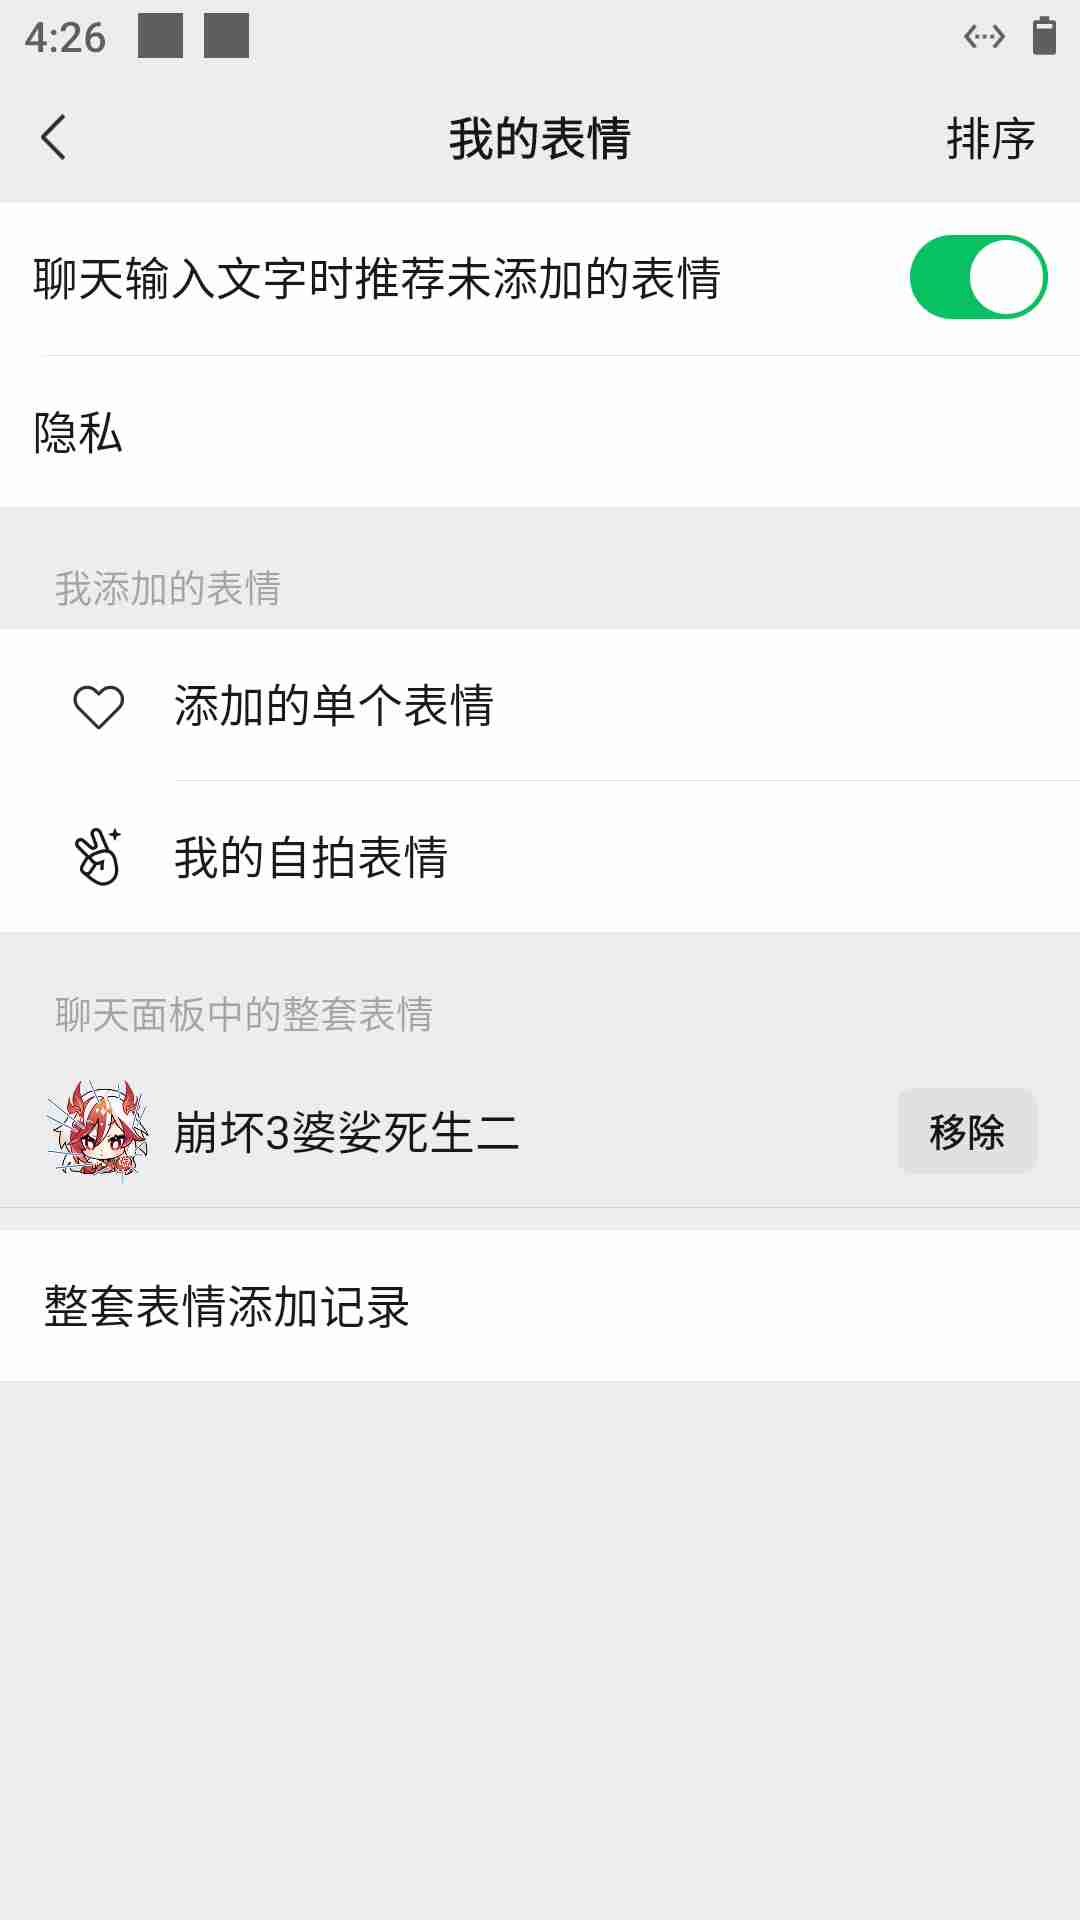 4:26
我的表情
排序
聊天输入文字时推荐未添加的表情
隐私
我添加的表情
添加的单个表情
我的自拍表情
聊天面板中的整套表情
崩坏3婆娑死生二
移除
整套表情添加记录